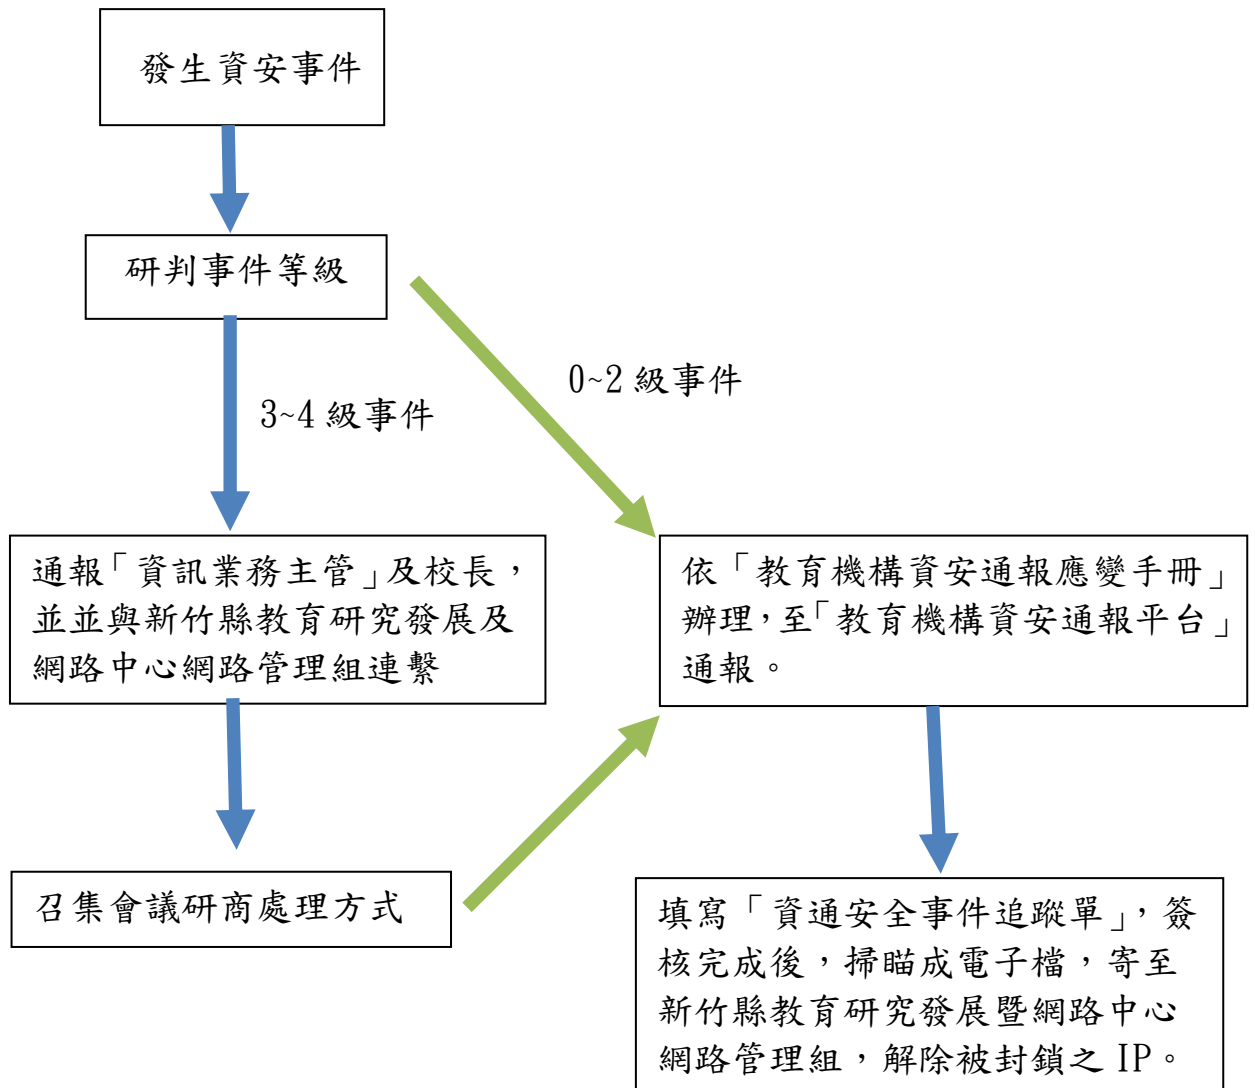 發生資安事件
研判事件等級
0~2 級事件
3~4 級事件
通報「資訊業務主管」及校長，
並並與新竹縣教育研究發展及
網路中心網路管理組連繫
依「教育機構資安通報應變手冊」
辦理，至「教育機構資安通報平台」
通報。
召集會議研商處理方式
填寫「資通安全事件追蹤單」，簽
核完成後，掃瞄成電子檔，寄至
新竹縣教育研究發展暨網路中心
網路管理組，解除被封鎖之 IP。